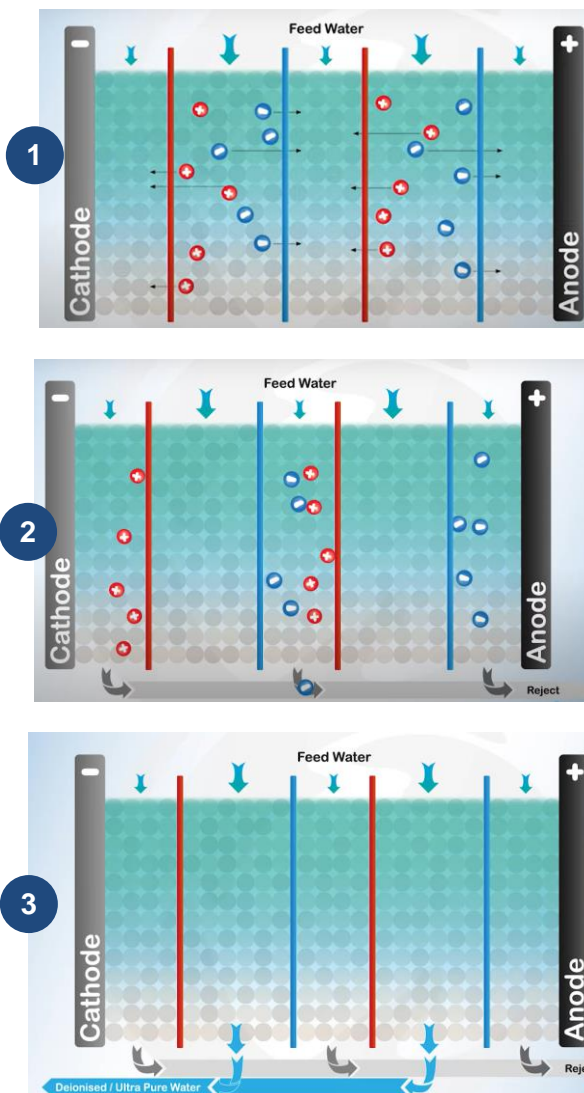 Feed Water
1
Cathode
Anode
Feed Water
2
Cathode
Anode
Reject
Feed Water
3
Cathode
Anode
Reje
Deionised / Ultra Pure Water